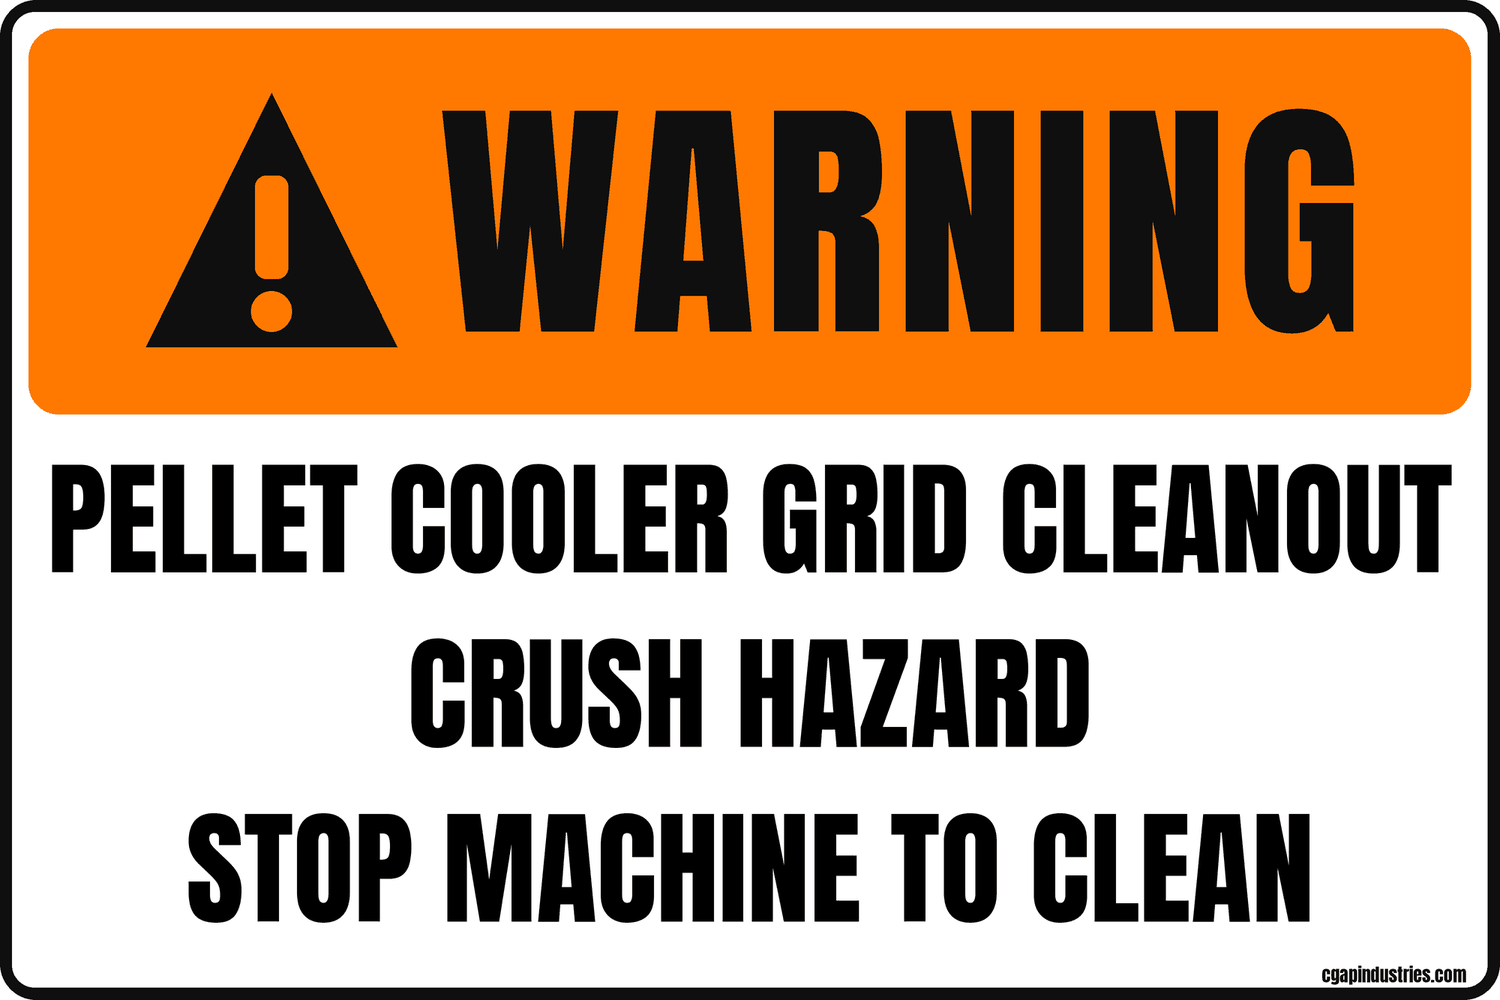 WARNING
PELLET COOLER GRID CLEANOUT
CRUSH HAZARD
STOP MACHINE TO CLEAN
cgapindustries.com